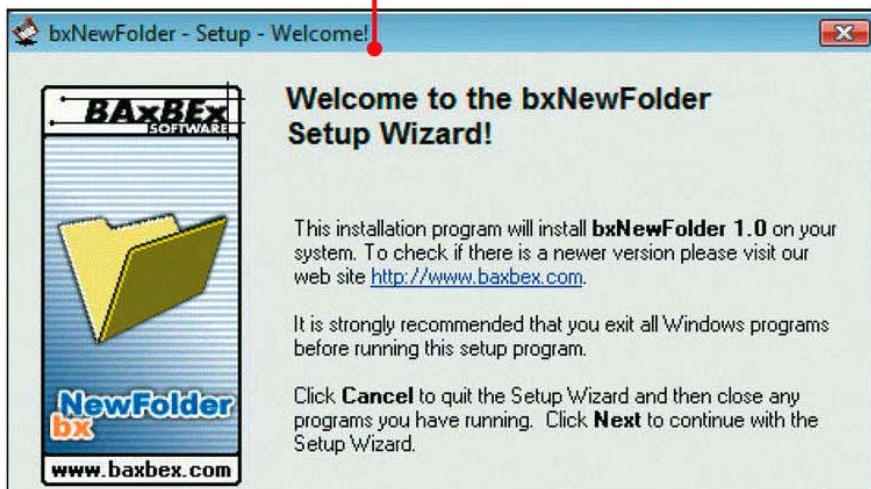 bxNewFolder - Setup - Welcome!
BAxBEx
SOFTWARE
NewFolder
bx
www.baxbex.com
Welcome to the bxNewFolder
Setup Wizard!
This installation program will install bxNewFolder 1.0 on your
system. To check if there is a newer version please visit our
web site http://www.baxbex.com.
It is strongly recommended that you exit all Windows programs
before running this setup program.
Click Cancel to quit the Setup Wizard and then close any
programs you have running. Click Next to continue with the
Setup Wizard.